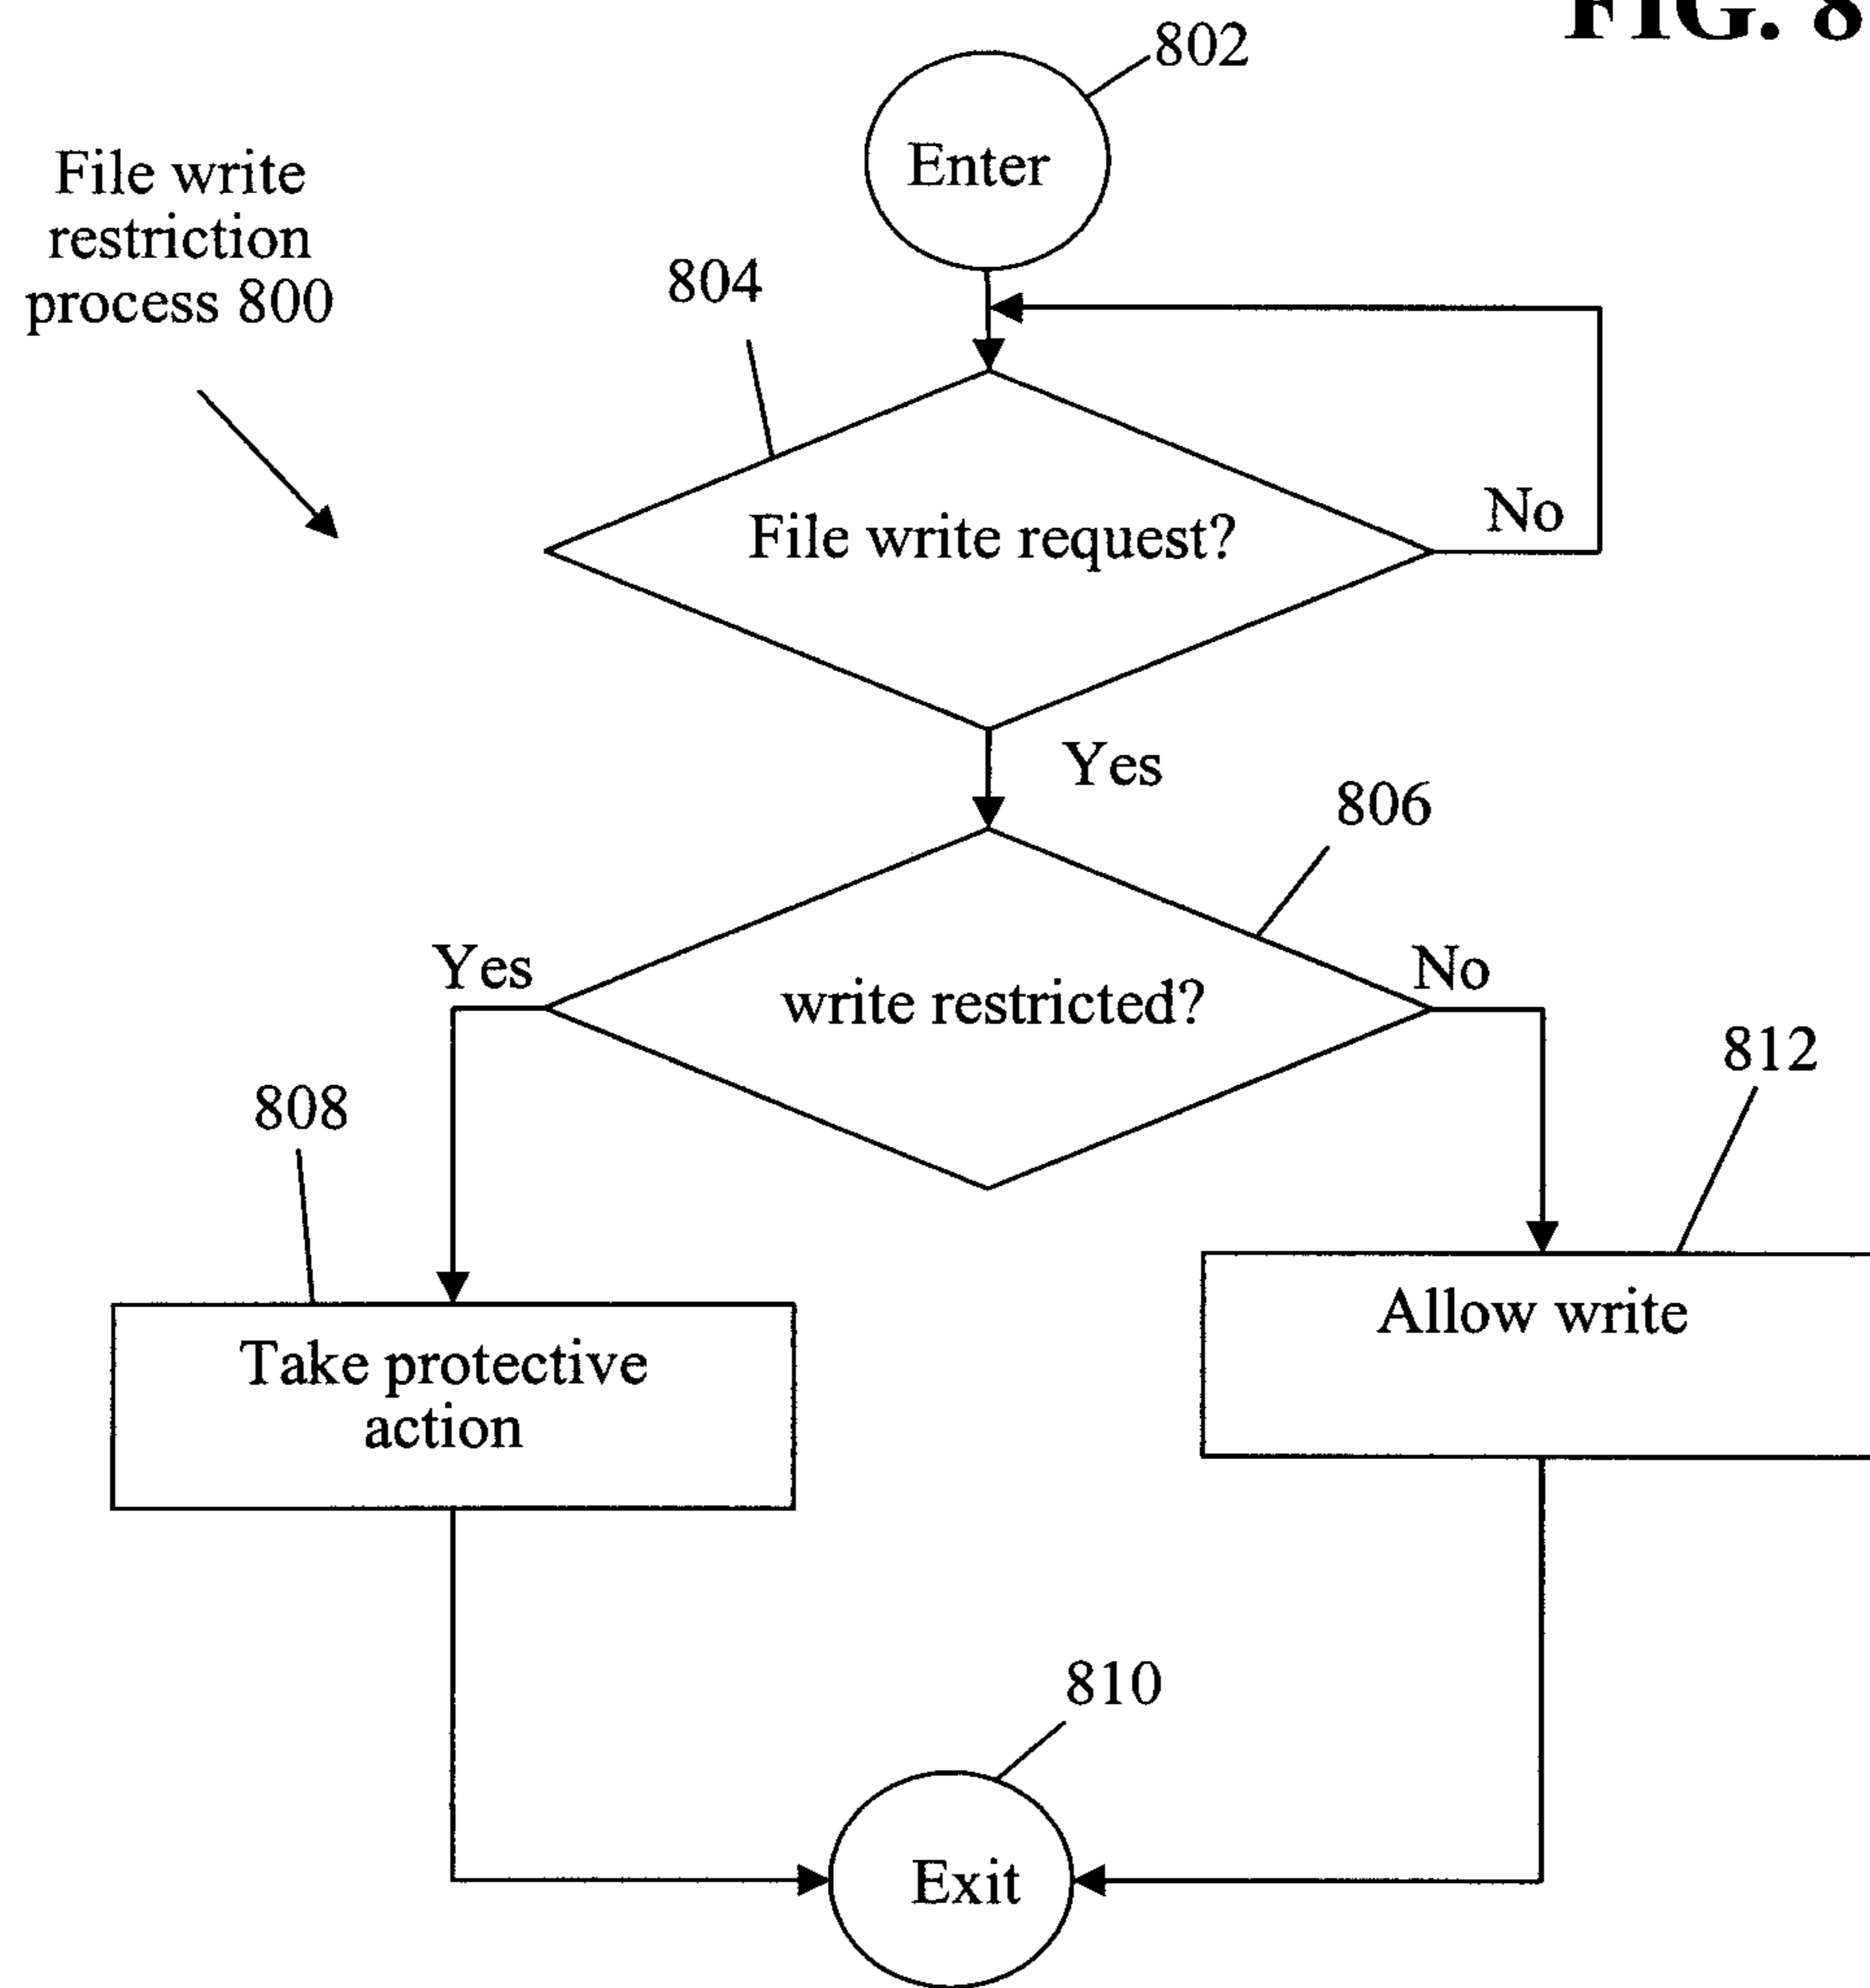 FIG. 8
802
Enter
File write
restriction
process 800
804
File write request?
No
Yes
806
Yes
write restricted?
No
812
808
Allow write
Take protective
action
810
Exit